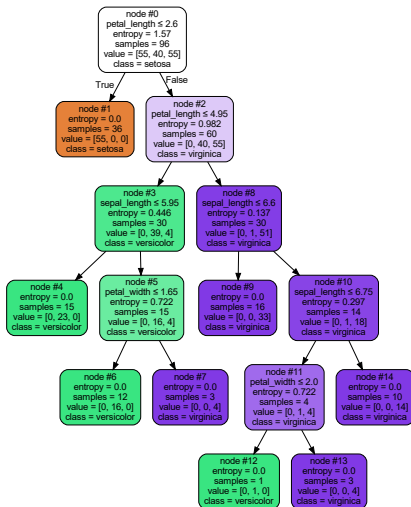 node #0
petal_length ≤ 2.6
entropy = 1.57
samples = 96
value = [55, 40, 55]
class = setosa
True
False
node #1
entropy = 0.0
samples = 36
value = [55, 0, 0]
class = setosa
node #2
petal_length ≤ 4.95
entropy = 0.982
samples = 60
value = [0, 40, 55]
class = virginica
node #3
sepal_length ≤ 5.95
entropy = 0.446
samples = 30
value = [0, 39, 4]
class = versicolor
node #8
sepal_length ≤ 6.6
entropy = 0.137
samples = 30
value = [0, 1, 51]
class = virginica
node #4
entropy = 0.0
samples = 15
value = [0, 23, 0]
class = versicolor
node #5
petal_width ≤ 1.65
entropy = 0.722
samples = 15
value = [0, 16, 4]
class = versicolor
node #9
entropy = 0.0
samples = 16
value = [0, 0, 33]
class = virginica
node #10
sepal_length ≤ 6.75
entropy = 0.297
samples = 14
value = [0, 1, 18]
class = virginica
node #6
entropy = 0.0
samples = 12
value = [0, 16, 0]
class = versicolor
node #7
entropy = 0.0
samples = 3
value = [0, 0, 4]
class = virginica
node #11
petal_width ≤ 2.0
entropy = 0.722
samples = 4
value = [0, 1, 4]
class = virginica
node #14
entropy = 0.0
samples = 10
value = [0, 0, 14]
class = virginica
node #12
entropy = 0.0
samples = 1
value = [0, 1, 0]
class = versicolor
node #13
entropy = 0.0
samples = 3
value = [0, 0, 4]
class = virginica